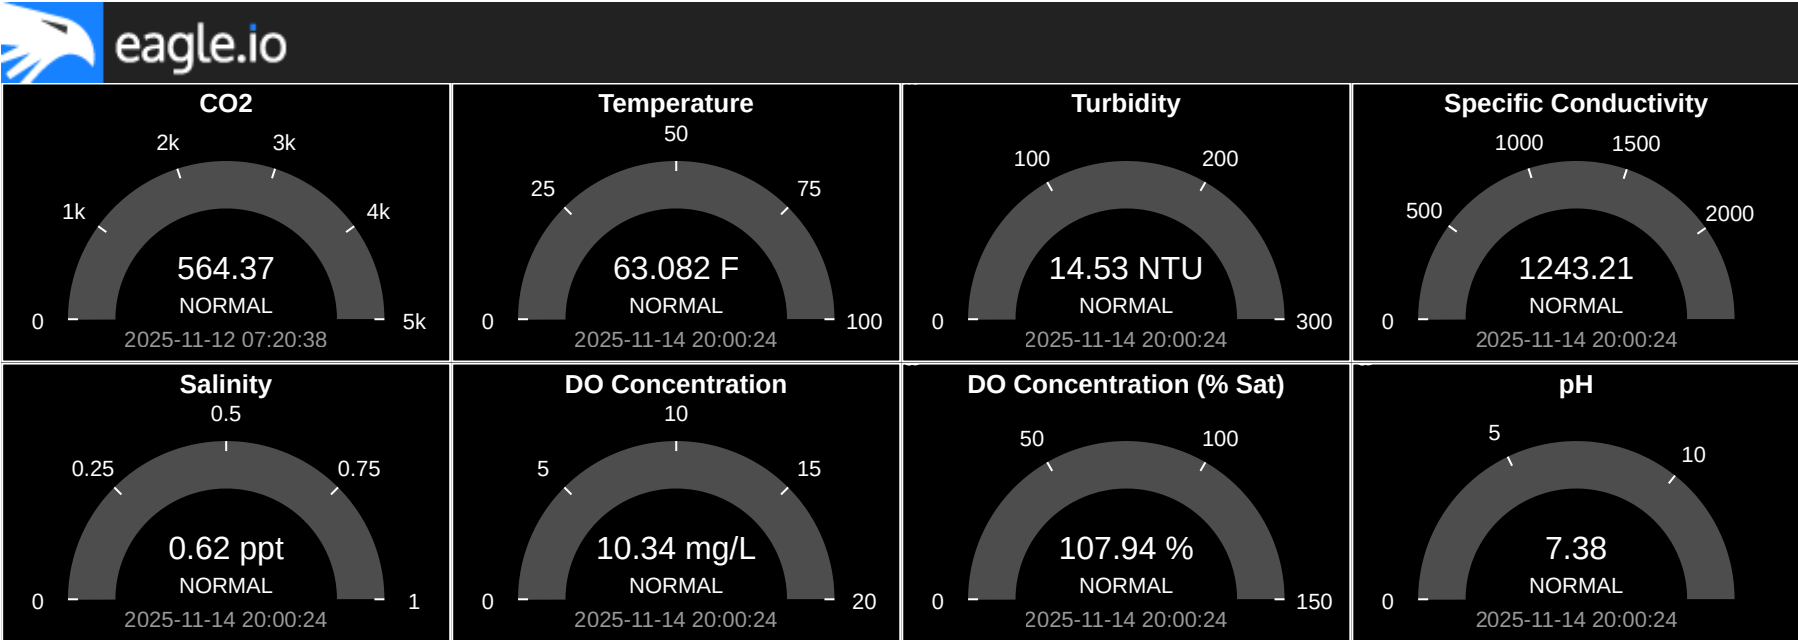 eagle.io
CO2
2k 3k
1k 4k
564.37
NORMAL
0 5k
2025-11-12 07:20:38
Temperature
50
25 75
63.082 F
NORMAL
0 100
2025-11-14 20:00:24
Turbidity
100 200
14.53 NTU
NORMAL
0 300
2025-11-14 20:00:24
Specific Conductivity
1000 1500
500 2000
1243.21
NORMAL
0
2025-11-14 20:00:24
Salinity
0.5
0.25 0.75
0.62 ppt
NORMAL
0 1
2025-11-14 20:00:24
DO Concentration
10
5 15
10.34 mg/L
NORMAL
0 20
2025-11-14 20:00:24
DO Concentration (% Sat)
50 100
107.94 %
NORMAL
0 150
2025-11-14 20:00:24
pH
5 10
7.38
NORMAL
0
2025-11-14 20:00:24